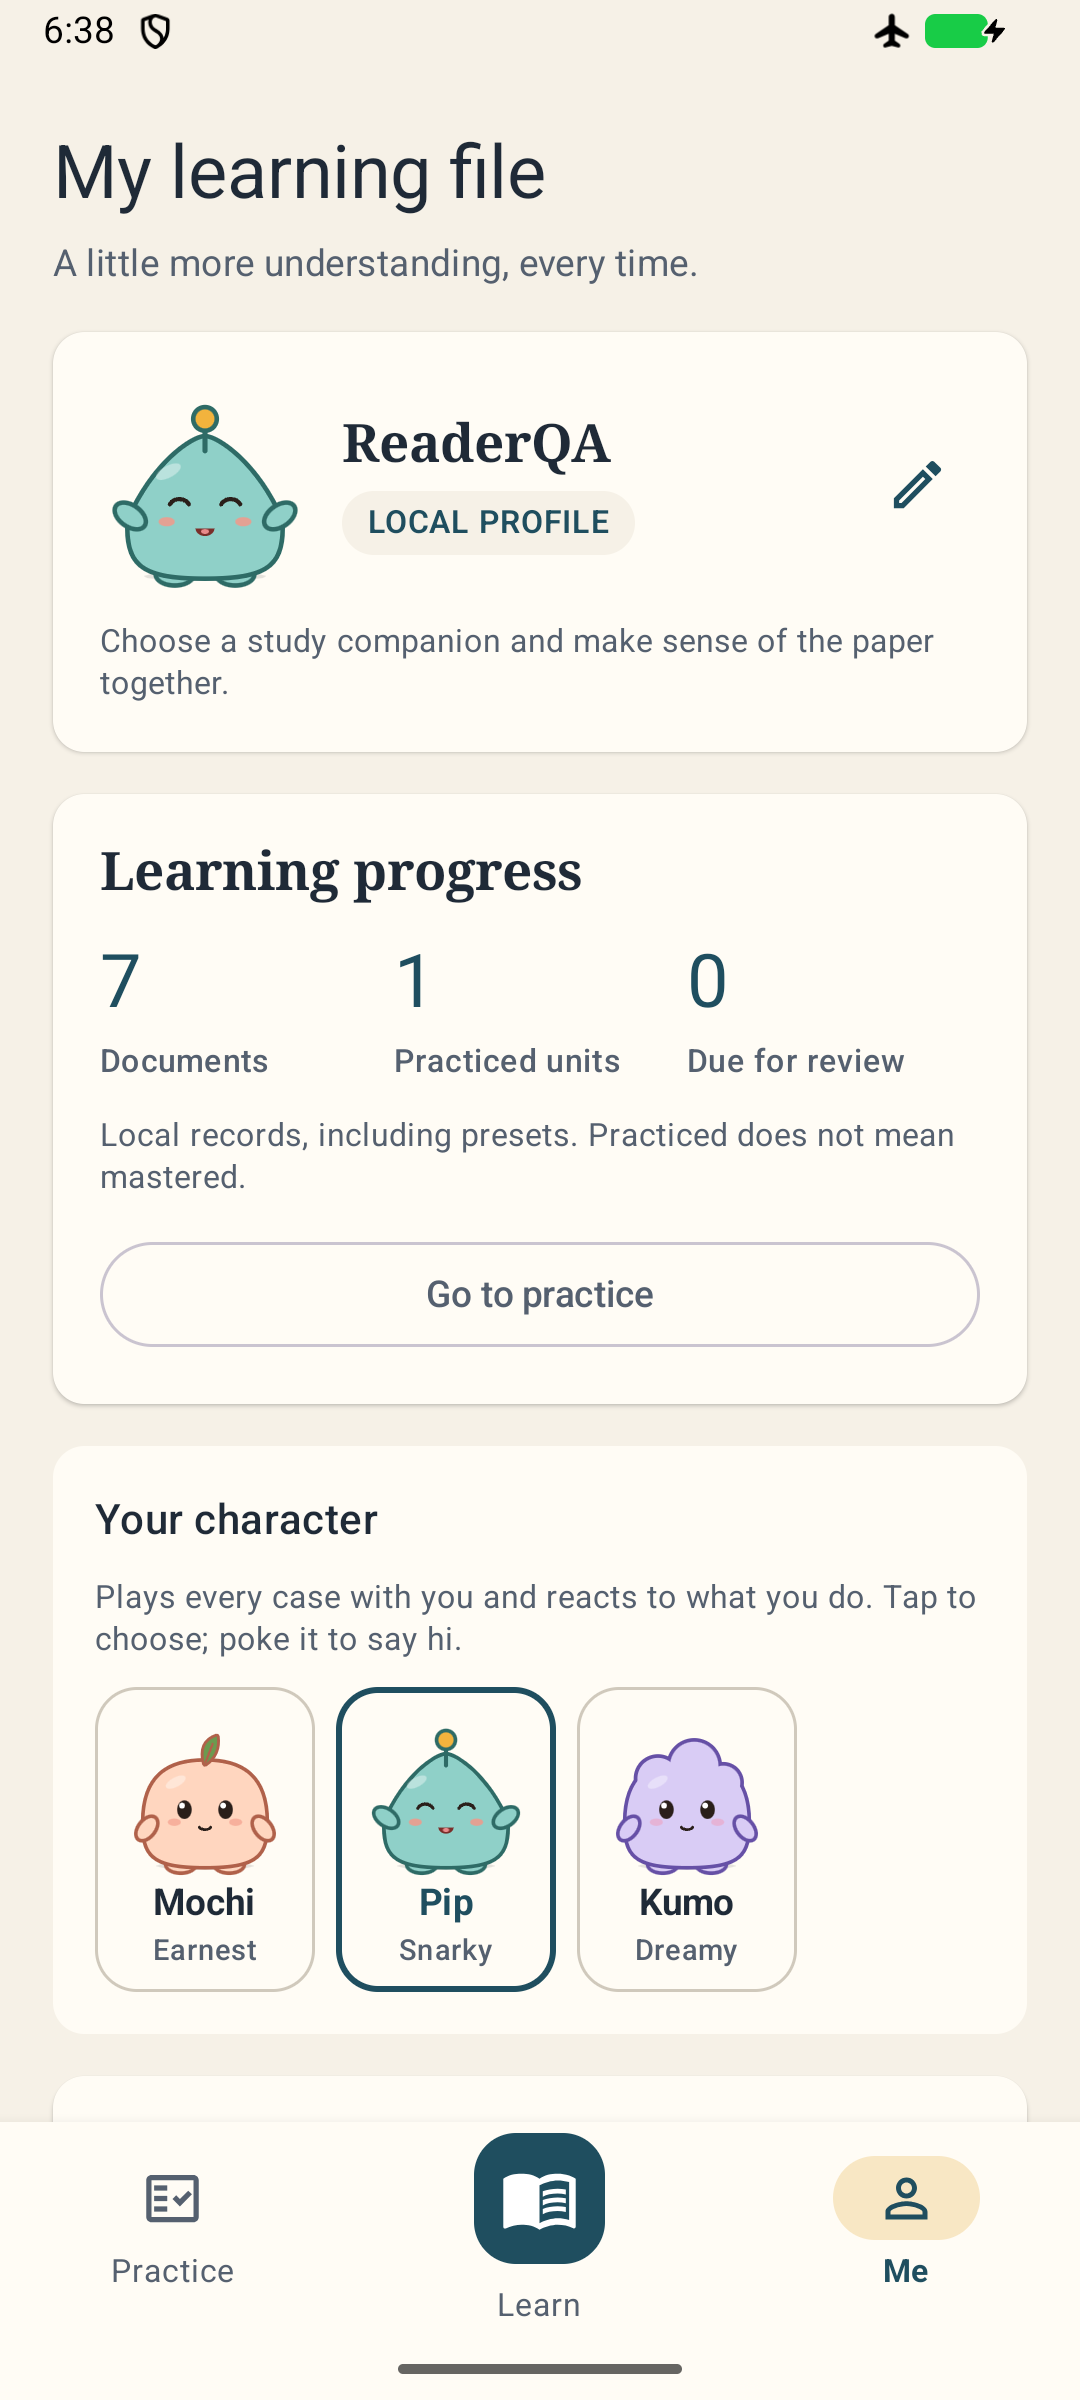 6:38
My learning file
A little more understanding, every time.
ReaderQA
LOCAL PROFILE
Choose a study companion and make sense of the paper
together.
Learning progress
7
1
0
Documents
Practiced units
Due for review
Local records, including presets. Practiced does not mean
mastered.
Go to practice
Your character
Plays every case with you and reacts to what you do. Tap to
choose; poke it to say hi.
Mochi
Earnest
Pip
Snarky
Kumo
Dreamy
Practice
Learn
Me